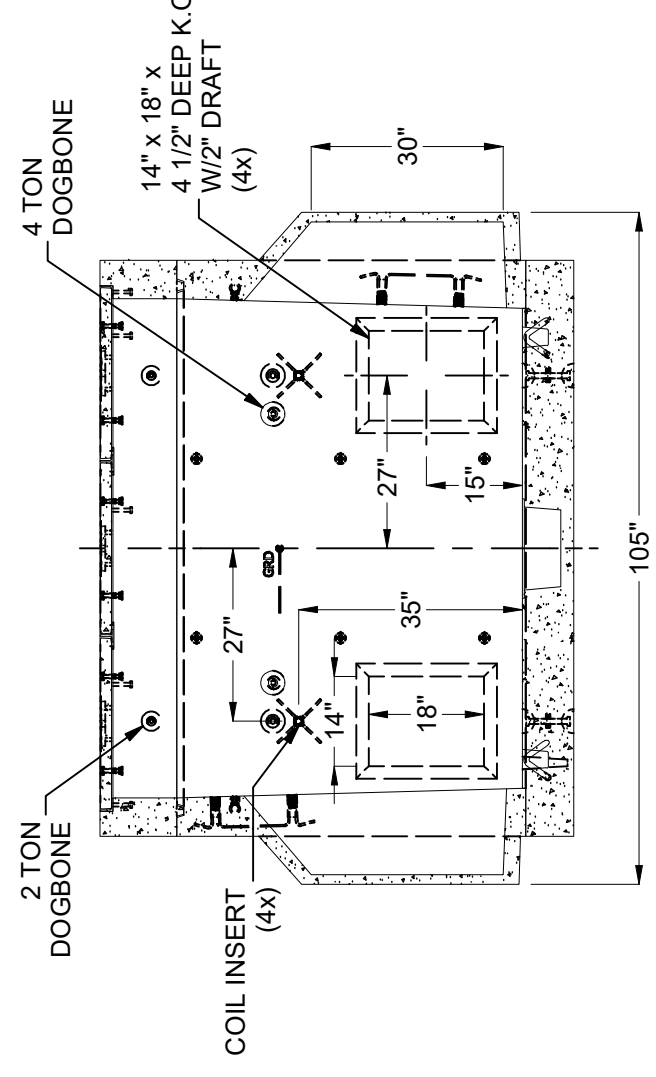 2 TON
DOGBONE
COIL INSERT
(4x)
4 TON
DOGBONE
14" x 18" x
4 1/2" DEEP K.O
W/2" DRAFT
(4x)
GRD
27"
27"
35"
15"
14"
18"
30"
105"